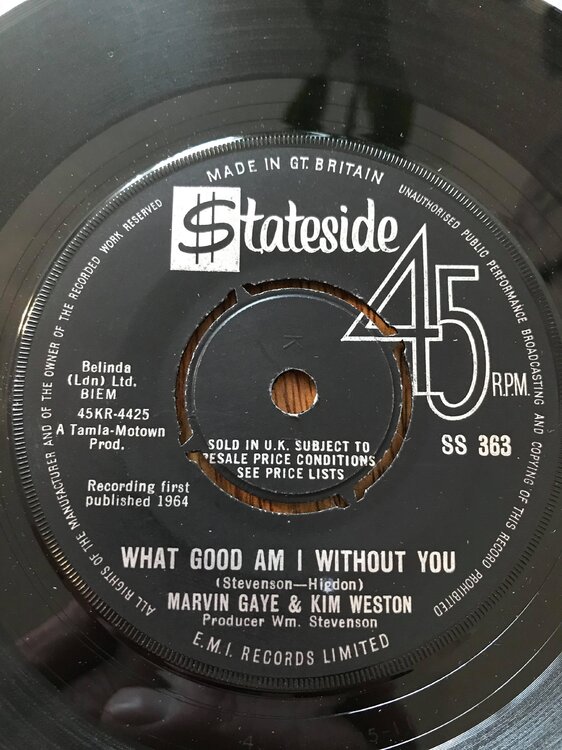 MADE IN GT. BRITAIN
ALL RIGHTS OF THE MANUFACTURER AND OF THE OWNER OF THE RECORDED WORK RESERVED
UNAUTHORISED PUBLIC PERFORMANCE BROADCASTING AND COPYING OF THIS RECORD PROHIBITED
$tateside
45
R.P.M.
Belinda
(Ldn) Ltd.
BIEM
45KR-4425
A Tamla-Motown
Prod.
SS 363
K
SOLD IN U.K. SUBJECT TO
RESALE PRICE CONDITIONS
SEE PRICE LISTS
Recording first
published 1964
WHAT GOOD AM I WITHOUT YOU
(Stevenson—Higdon)
MARVIN GAYE & KIM WESTON
Producer Wm. Stevenson
E.M.I. RECORDS LIMITED